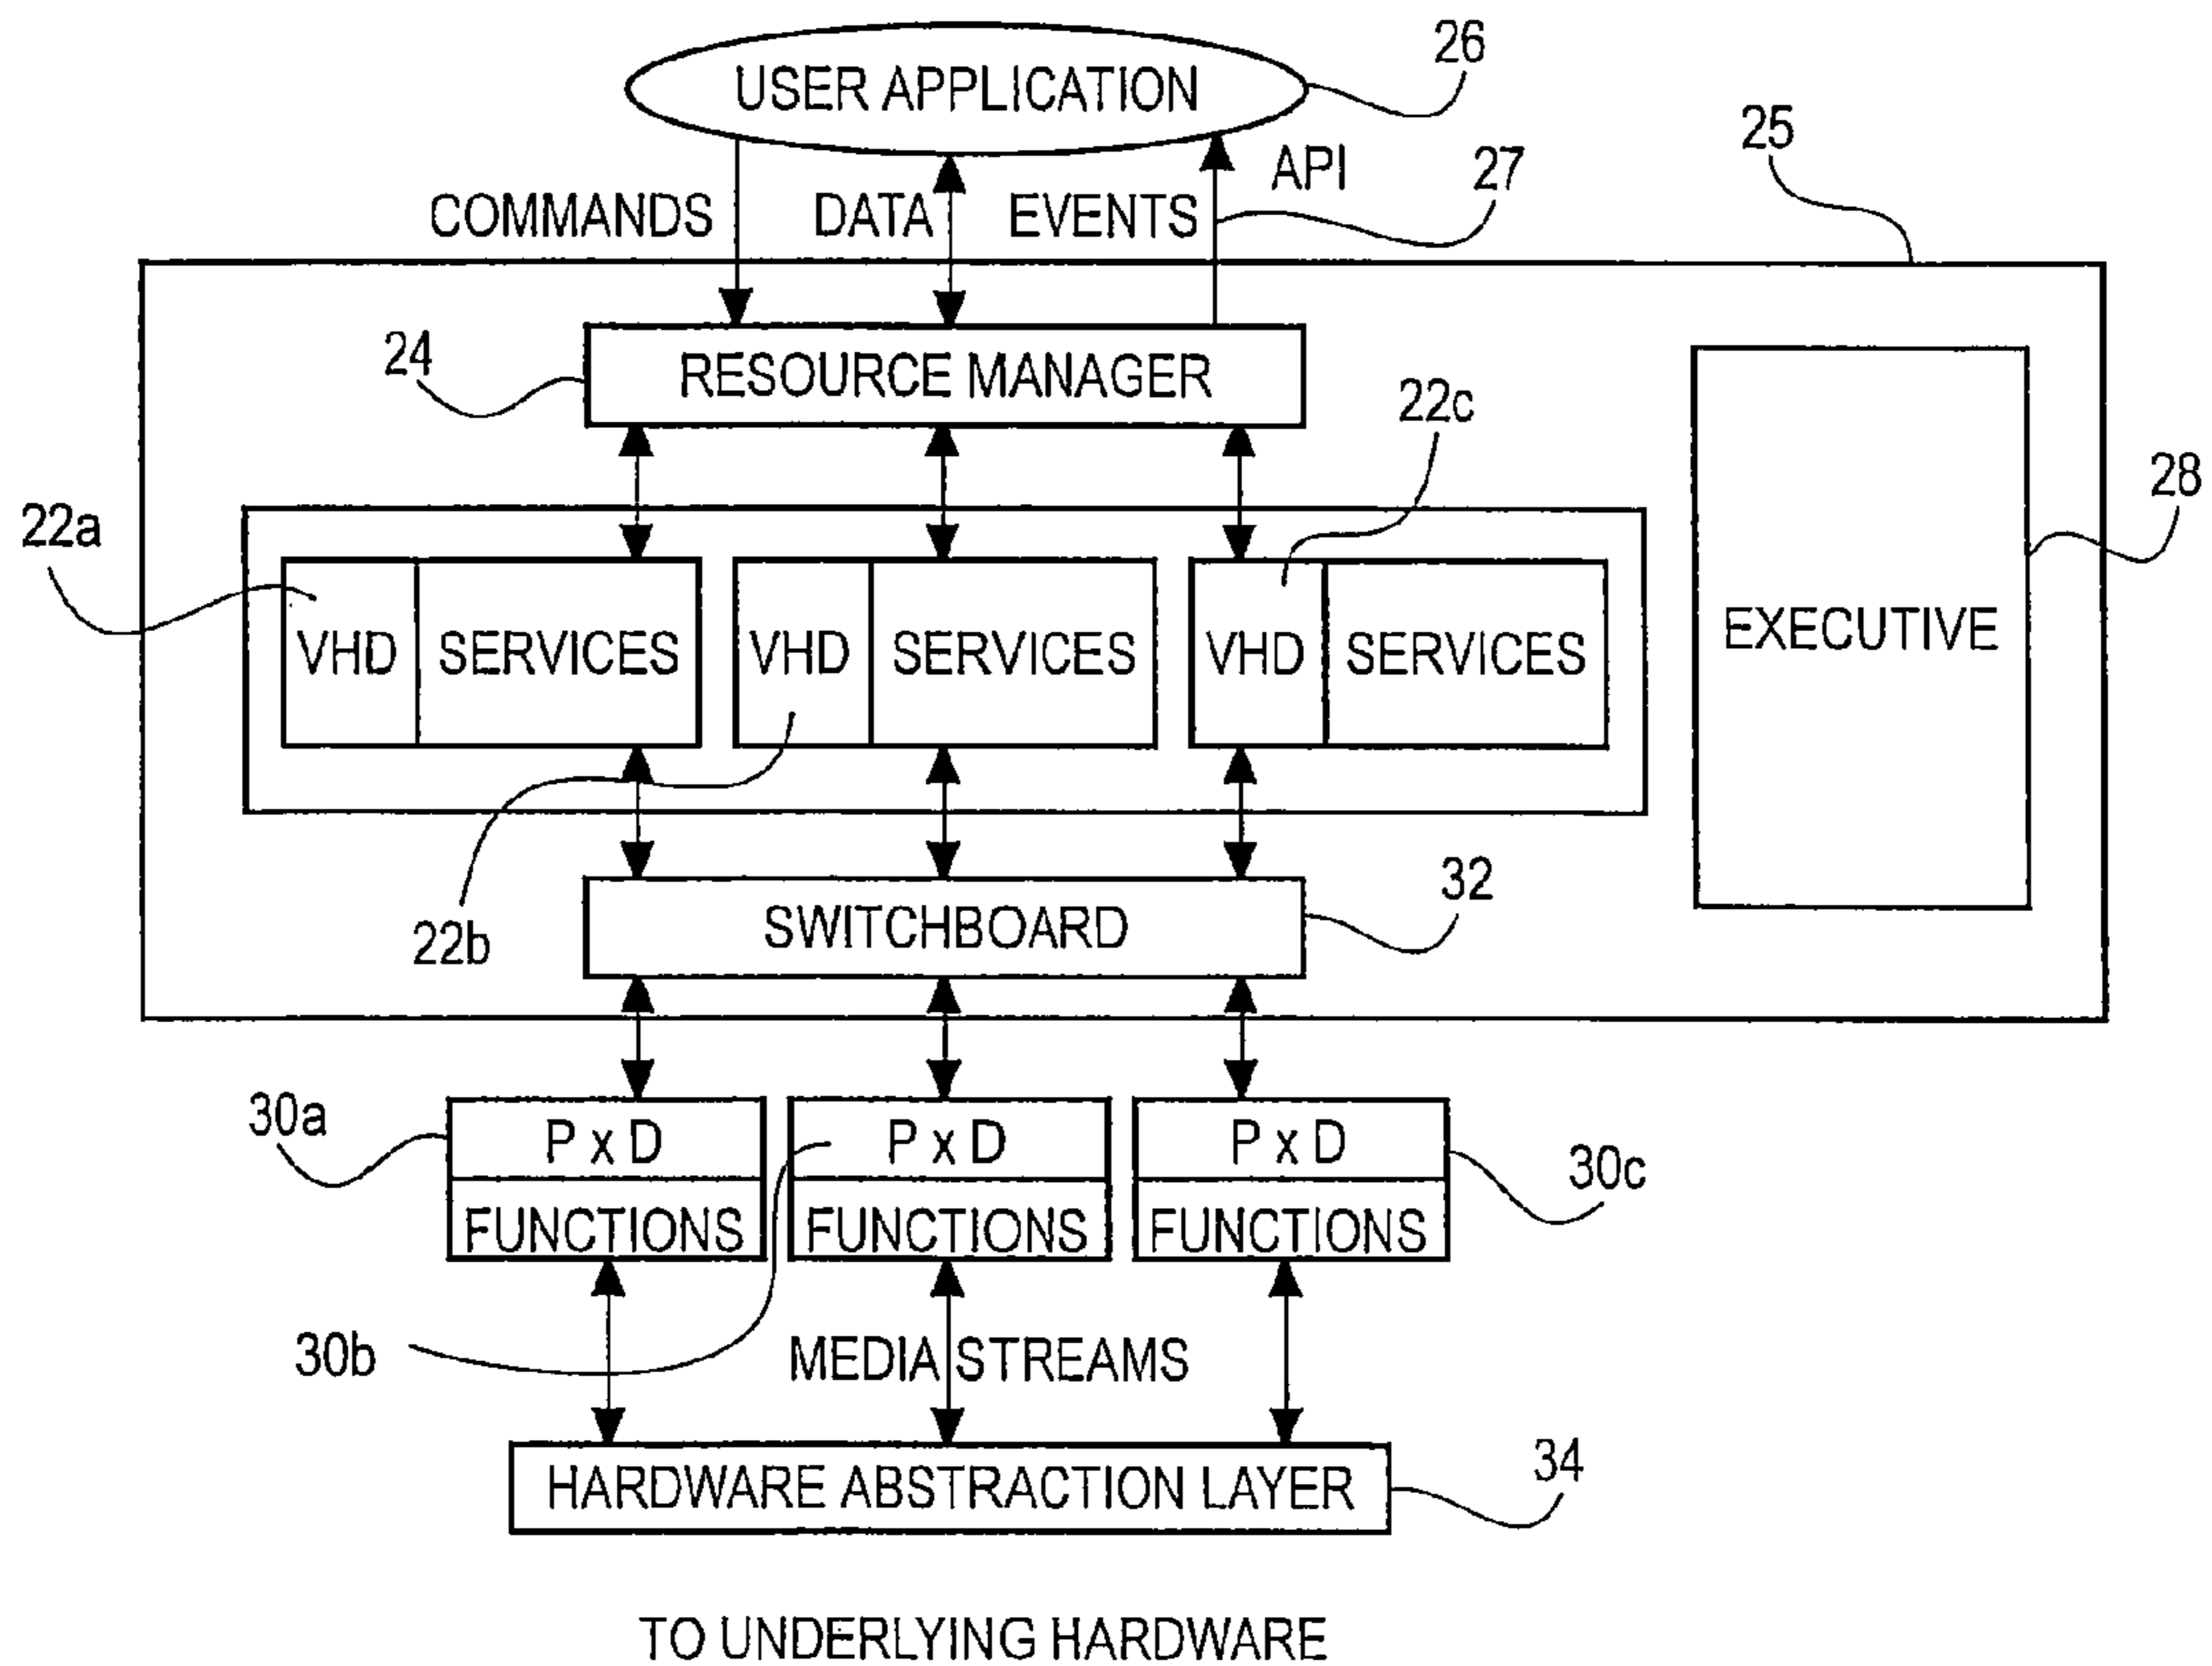 26
USER APPLICATION
25
API
27
COMMANDS
DATA
EVENTS
24
RESOURCE MANAGER
22c
28
22a
VHD SERVICES
VHD SERVICES
VHD SERVICES
EXECUTIVE
32
22b
SWITCHBOARD
30a
P x D
P x D
P x D
30c
FUNCTIONS
FUNCTIONS
FUNCTIONS
30b
MEDIA STREAMS
34
HARDWARE ABSTRACTION LAYER
TO UNDERLYING HARDWARE